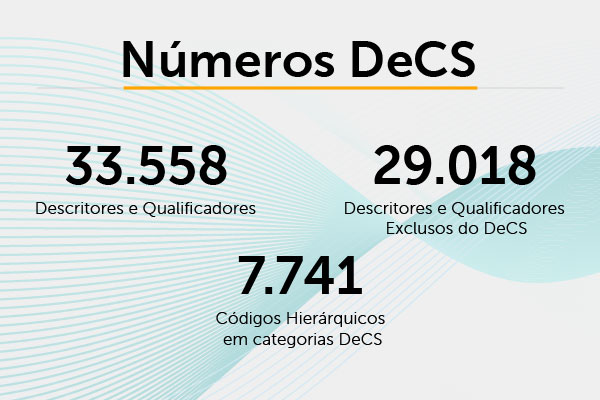 Números DeCS
33.558
Descritores e Qualificadores
29.018
Descritores e Qualificadores
Exclusos do DeCS
7.741
Códigos Hierárquicos
em categorias DeCS